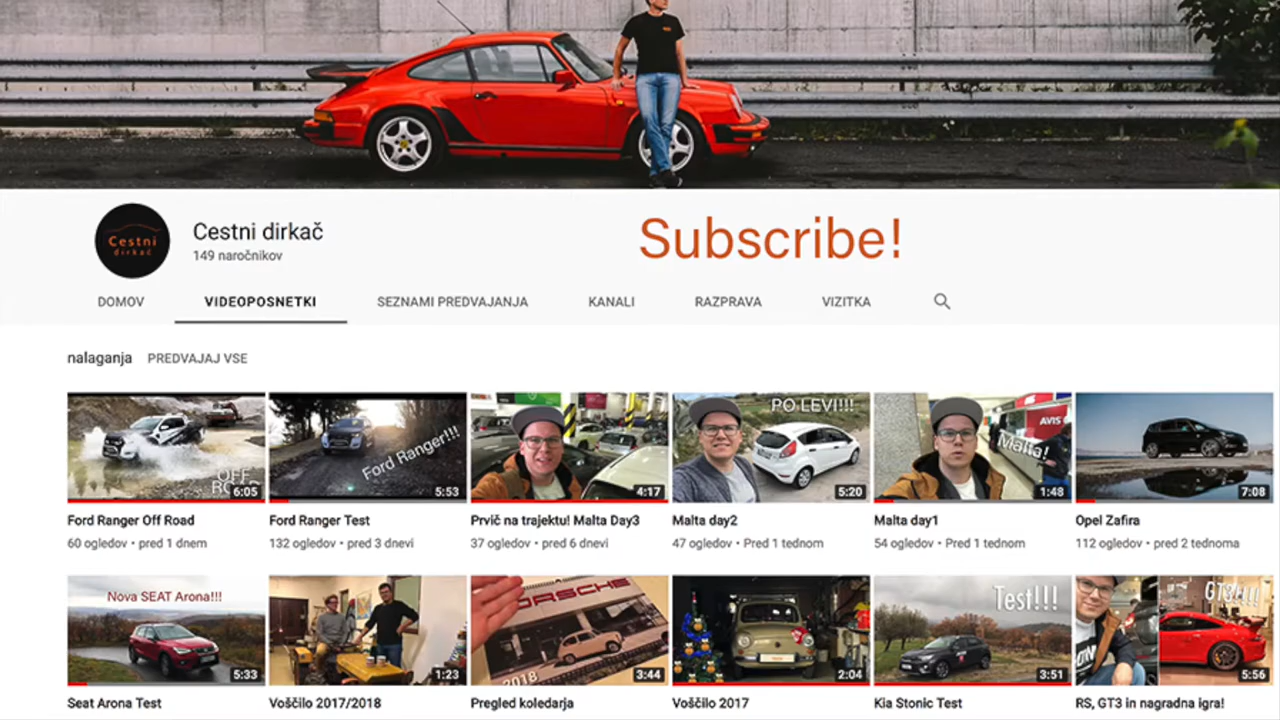 Cestni
dirkač
Cestni dirkač
149 naročnikov
Subscribe!
DOMOV
VIDEOPOSNETKI
SEZNAMI PREDVAJANJA
KANALI
RAZPRAVA
VIZITKA
nalaganja
PREDVAJAJ VSE
OFF
6:05
Ford Ranger!!!
5:53
4:17
PO LEVI!!!
5:20
AVIS
Malta!
1:48
7:08
Ford Ranger Off Road
Ford Ranger Test
Prvič na trajektu! Malta Day3
Malta day2
Malta day1
Opel Zafira
60 ogledov • pred 1 dnem
132 ogledov • pred 3 dnevi
37 ogledov • pred 6 dnevi
47 ogledov • Pred 1 tednom
54 ogledov • Pred 1 tednom
112 ogledov • pred 2 tednoma
Nova SEAT Arona!!!
5:33
1:23
PORSCHE
2018
3:44
2:04
Test!!!
3:51
GT3!!!
5:56
Seat Arona Test
Voščilo 2017/2018
Pregled koledarja
Voščilo 2017
Kia Stonic Test
RS, GT3 in nagradna igra!